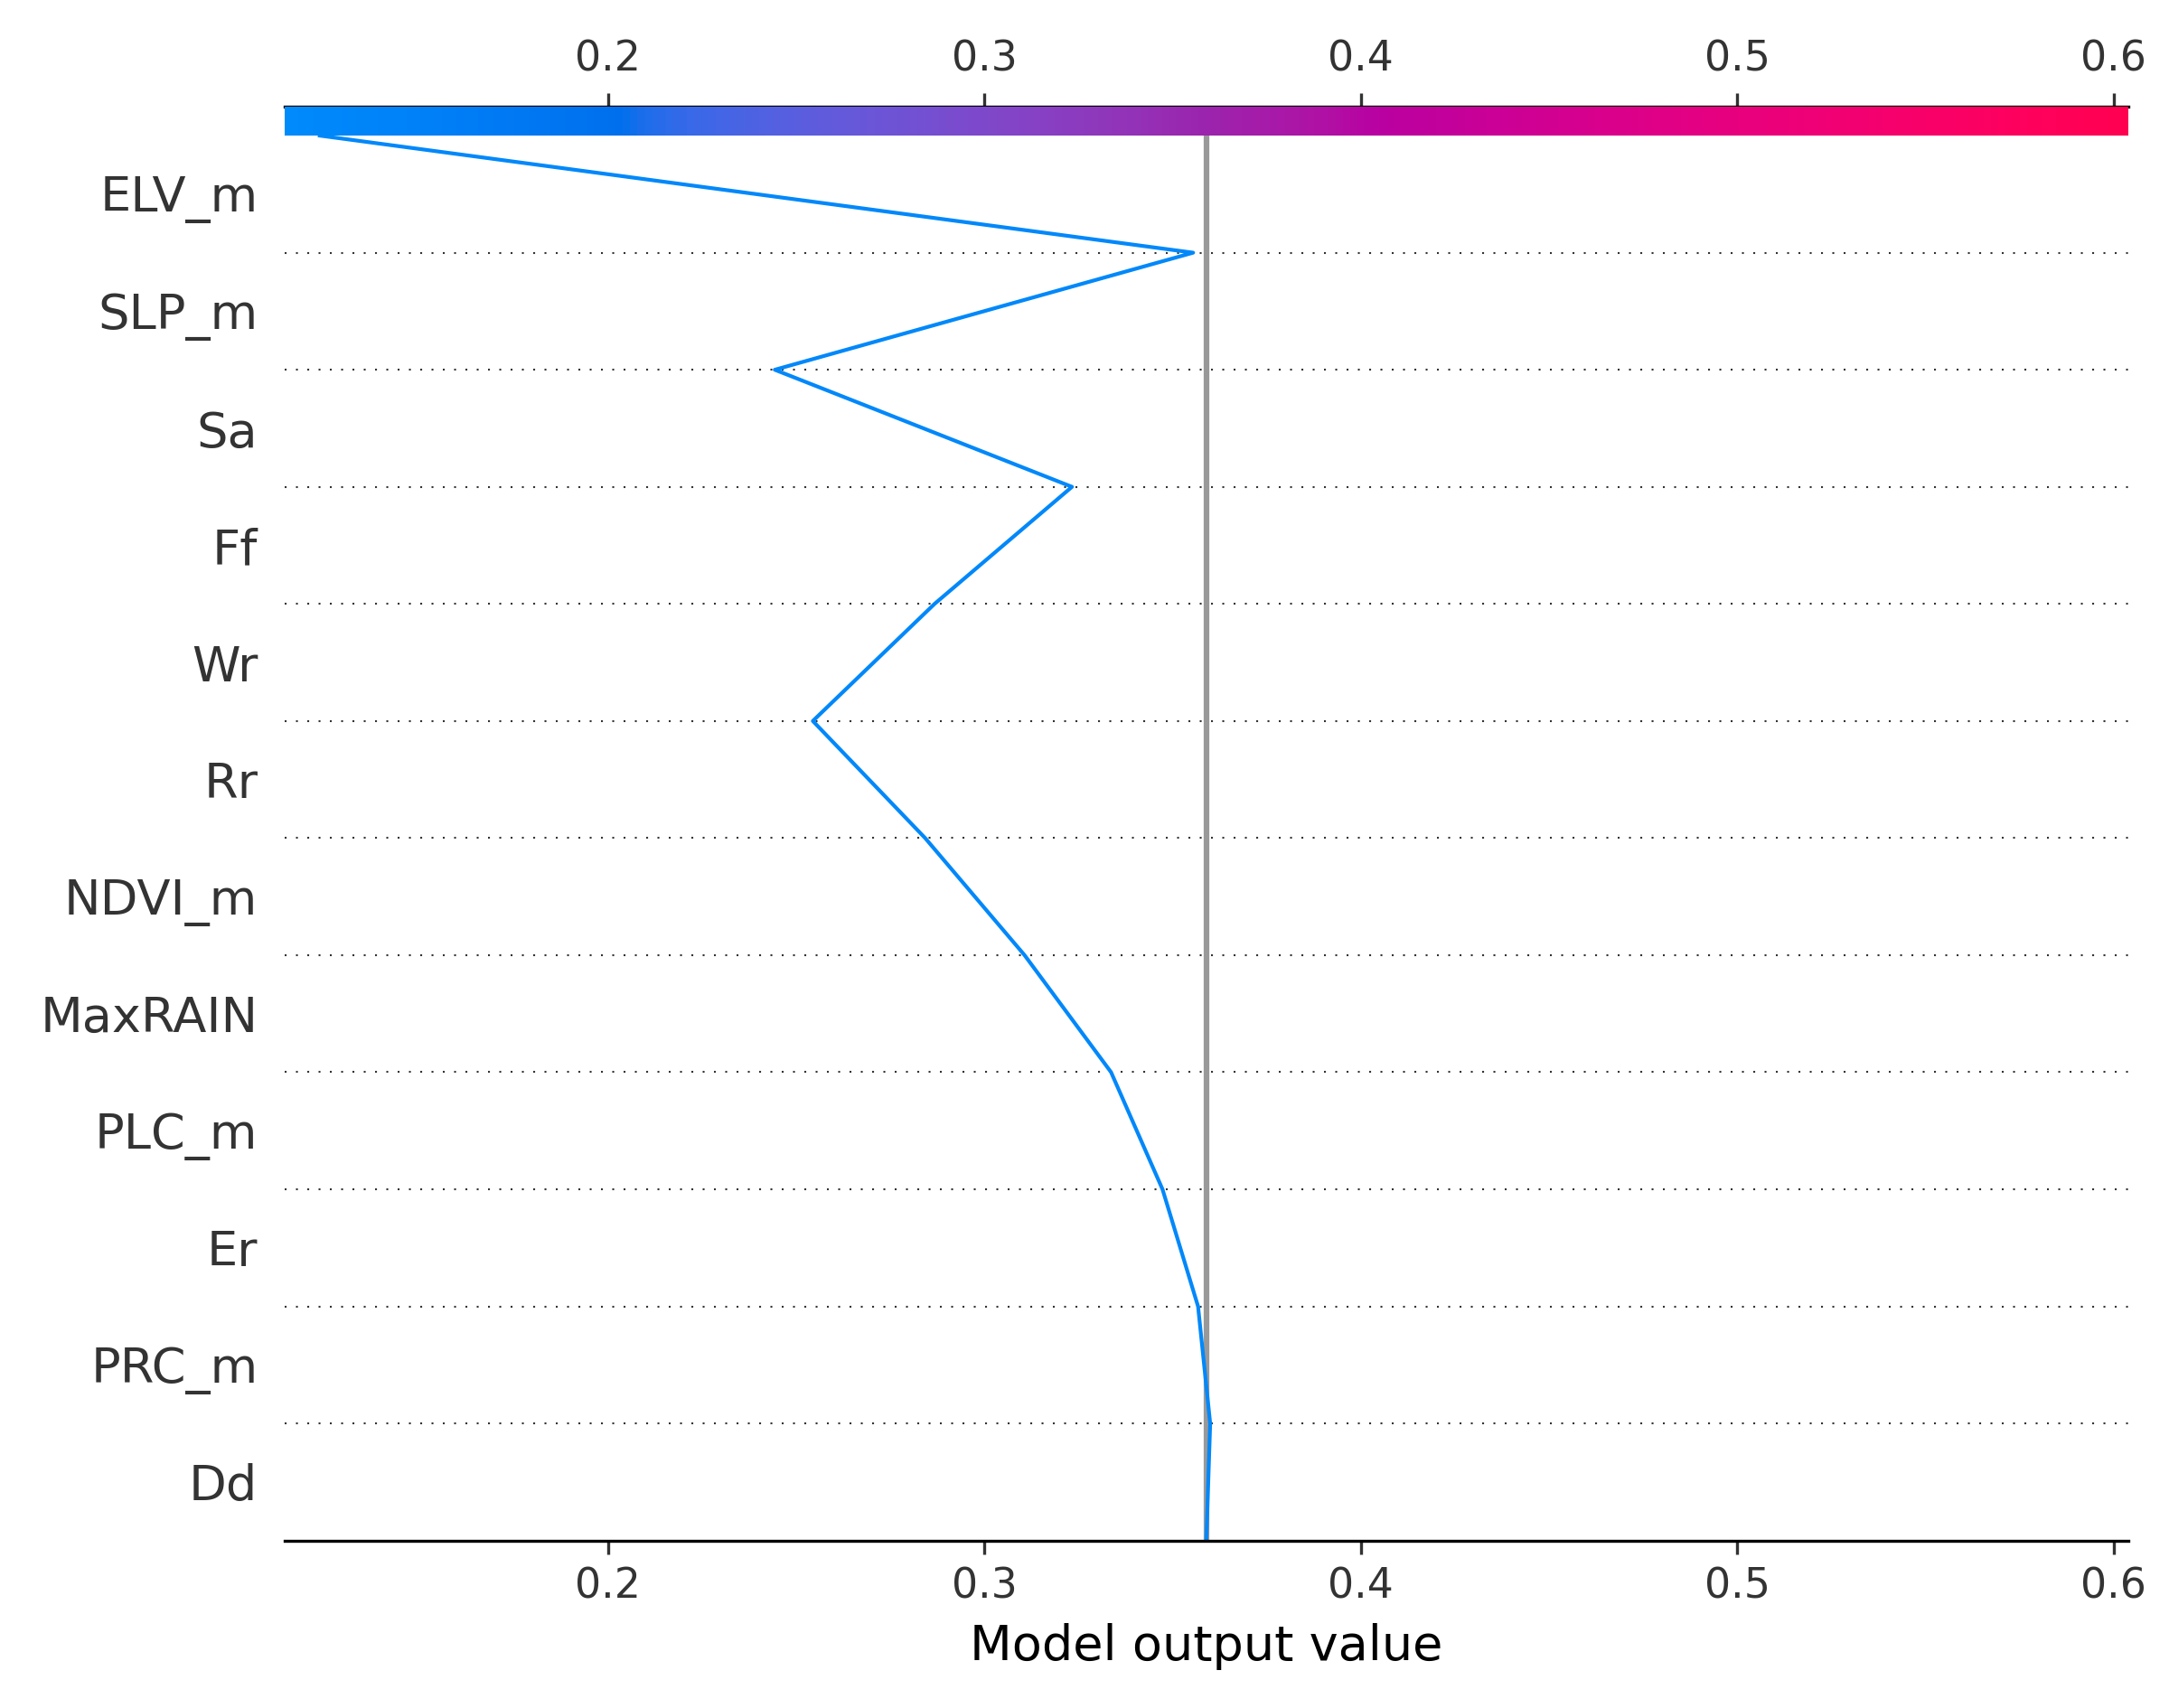 0.2 0.3 0.4 0.5 0.6
ELV_m
SLP_m
Sa
Ff
Wr
Rr
NDVI_m
MaxRAIN
PLC_m
Er
PRC_m
Dd
0.2 0.3 0.4 0.5 0.6
Model output value